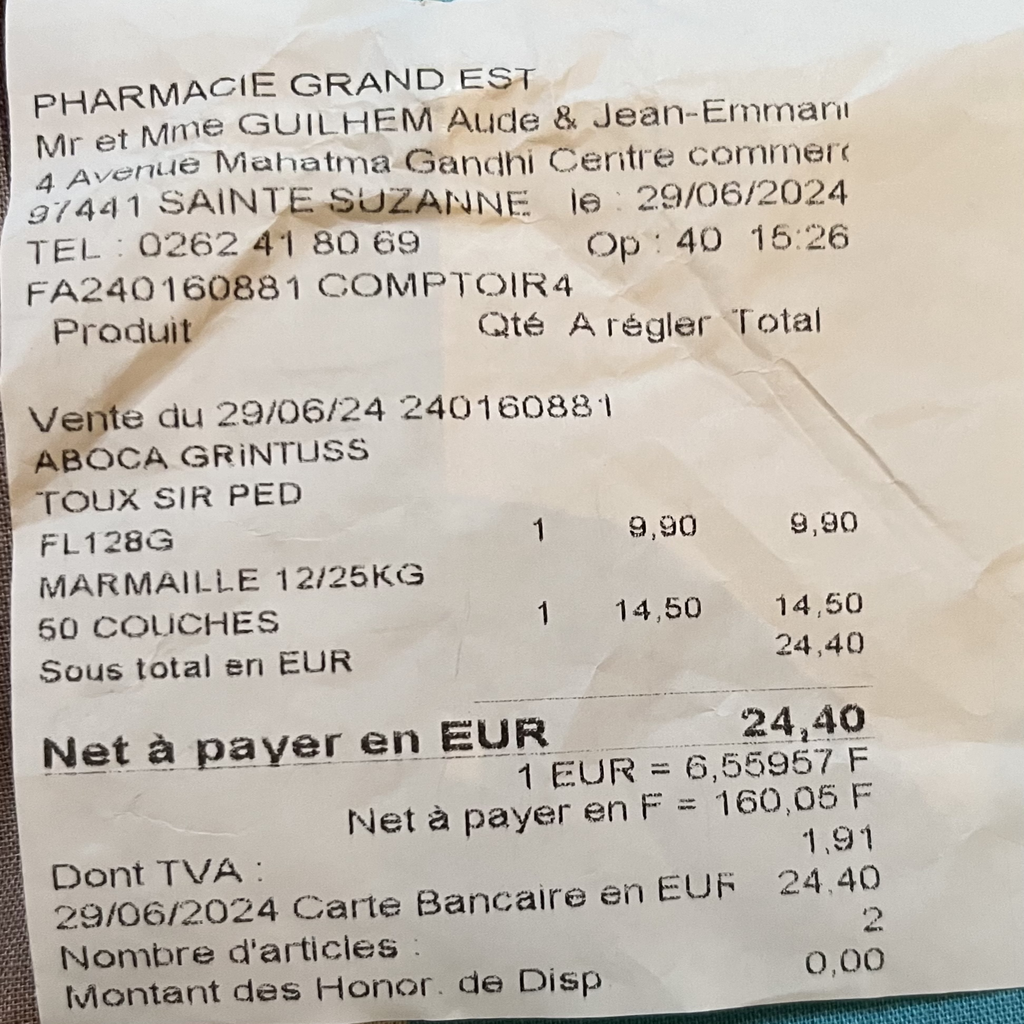 PHARMACIE GRAND EST
Mr et Mme GUILHEM Aude & Jean-Emmanu
4 Avenue Mahatma Gandhi Centre commerc
97441 SAINTE SUZANNE le : 29/06/2024
TEL : 0262 41 80 69 Op : 40 15:26
FA240160881 COMPTOIR4
Produit Qté A régler Total
Vente du 29/06/24 240160881
ABOCA GRINTUSS
TOUX SIR PED
FL128G 1 9,90 9,90
MARMAILLE 12/25KG
50 COUCHES 1 14,50 14,50
Sous total en EUR 24,40
Net à payer en EUR 24,40
1 EUR = 6,55957 F
Net à payer en F = 160,05 F
Dont TVA : 1,91
29/06/2024 Carte Bancaire en EUR 24,40
Nombre d'articles : 2
Montant des Honor. de Disp 0,00